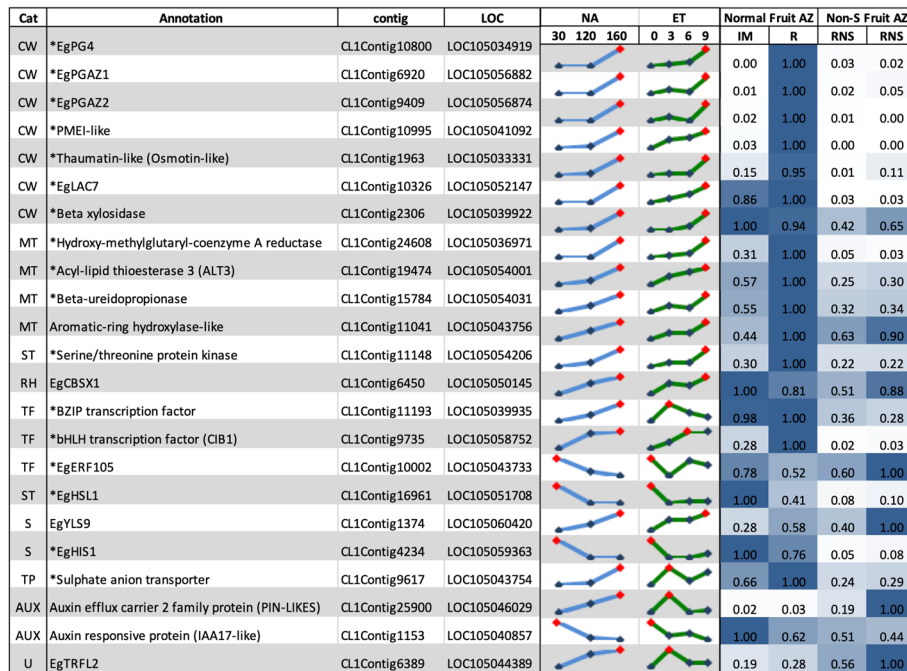 Cat Annotation contig LOC NA ET Normal Fruit AZ Non-S Fruit AZ
30 120 160 0 3 6 9 IM R RNS RNS
CW *EgPG4 CL1Contig10800 LOC105034919 0.00 1.00 0.03 0.02
CW *EgPGAZ1 CL1Contig6920 LOC105056882 0.01 1.00 0.02 0.05
CW *EgPGAZ2 CL1Contig9409 LOC105056874 0.02 1.00 0.01 0.00
CW *PMEI-like CL1Contig10995 LOC105041092 0.03 1.00 0.00 0.00
CW *Thaumatin-like (Osmotin-like) CL1Contig1963 LOC105033331 0.15 0.95 0.01 0.11
CW *EgLAC7 CL1Contig10326 LOC105052147 0.86 1.00 0.03 0.03
CW *Beta xylosidase CL1Contig2306 LOC105039922 1.00 0.94 0.42 0.65
MT *Hydroxy-methylglutaryl-coenzyme A reductase CL1Contig24608 LOC105036971 0.31 1.00 0.05 0.03
MT *Acyl-lipid thioesterase 3 (ALT3) CL1Contig19474 LOC105054001 0.57 1.00 0.25 0.30
MT *Beta-ureidopropionase CL1Contig15784 LOC105054031 0.55 1.00 0.32 0.34
MT Aromatic-ring hydroxylase-like CL1Contig11041 LOC105043756 0.44 1.00 0.63 0.90
ST *Serine/threonine protein kinase CL1Contig11148 LOC105054206 0.30 1.00 0.22 0.22
RH EgCBSX1 CL1Contig6450 LOC105050145 1.00 0.81 0.51 0.88
TF *BZIP transcription factor CL1Contig11193 LOC105039935 0.98 1.00 0.36 0.28
TF *bHLH transcription factor (CIB1) CL1Contig9735 LOC105058752 0.28 1.00 0.02 0.03
TF *EgERF105 CL1Contig10002 LOC105043733 0.78 0.52 0.60 1.00
ST *EgHSL1 CL1Contig16961 LOC105051708 1.00 0.41 0.08 0.10
S EgYLS9 CL1Contig1374 LOC105060420 0.28 0.58 0.40 1.00
S *EgHIS1 CL1Contig4234 LOC105059363 1.00 0.76 0.05 0.08
TP *Sulphate anion transporter CL1Contig9617 LOC105043754 0.66 1.00 0.24 0.29
AUX Auxin efflux carrier 2 family protein (PIN-LIKES) CL1Contig25900 LOC105046029 0.02 0.03 0.19 1.00
AUX Auxin responsive protein (IAA17-like) CL1Contig1153 LOC105040857 1.00 0.62 0.51 0.44
U EgTRFL2 CL1Contig6389 LOC105044389 0.19 0.28 0.56 1.00